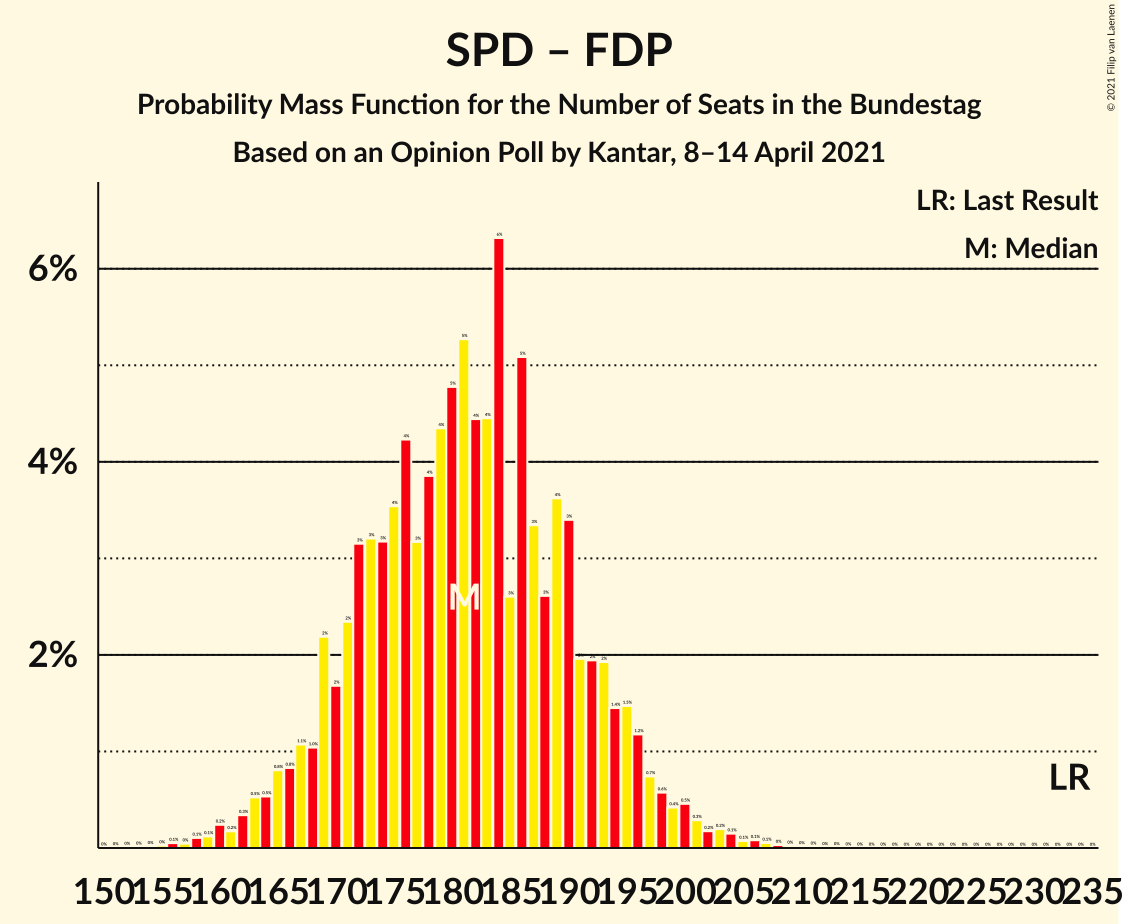 SPD – FDP
Probability Mass Function for the Number of Seats in the Bundestag
Based on an Opinion Poll by Kantar, 8–14 April 2021
© 2021 Filip van Laenen
LR: Last Result
M: Median
6%
4%
2%
M
LR
150 155 160 165 170 175 180 185 190 195 200 205 210 215 220 225 230 235